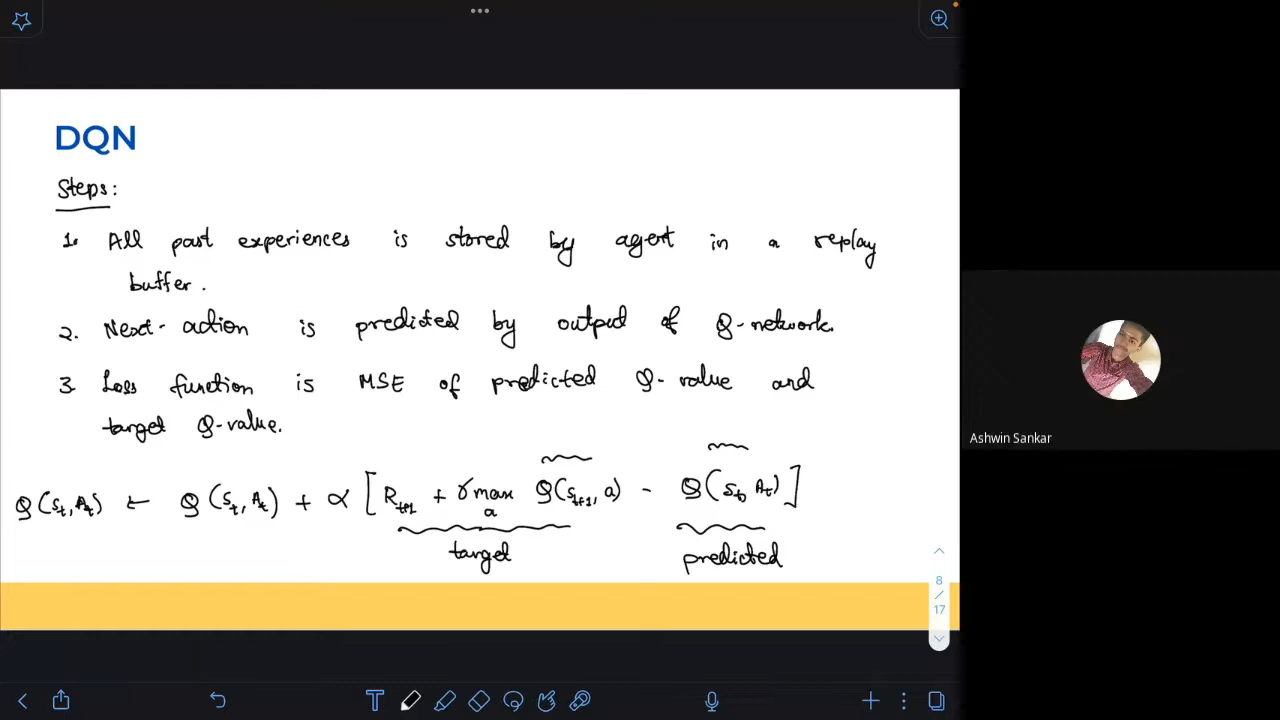 DQN
Steps:
1. All past experiences is stored by agent in a replay
buffer.
2. Next-action is predicted by output of Q-network.
3 Loss function is MSE of predicted Q-value and
target Q-value.
Q(St, At) ← Q(St, At) + α [Rt+1 + γ max a Q(St+1, a) - Q(St, At)]
target predicted
Ashwin Sankar
8
/
17